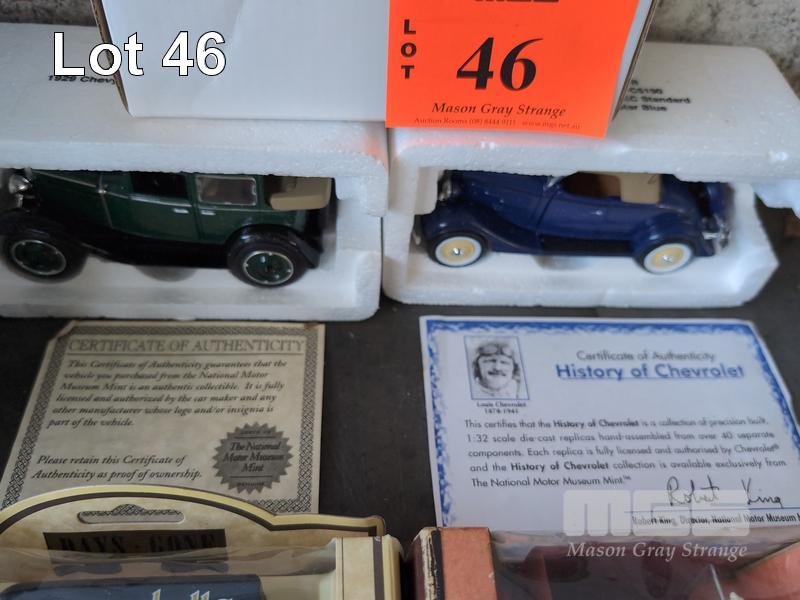 Lot 46
LOT
46
Mason Gray Strange
Auction Rooms (08) 8444 9111 www.mgs.net.au
1929 Chevy
CS130
Standard
Blue
CERTIFICATE OF AUTHENTICITY
This Certificate of Authenticity guarantees that the
vehicle you purchased from the National Motor
Museum Mint is an authentic collectible. It is fully
licensed and authorized by the car maker and any
other manufacturer whose logo and/or insignia is
part of the vehicle.
Please retain this Certificate of
Authenticity as proof of ownership.
The National
Motor Museum
Mint
Louis Chevrolet
1878-1941
Certificate of Authenticity
History of Chevrolet
This certifies that the History of Chevrolet is a collection of precision built,
1:32 scale die-cast replicas hand-assembled from over 40 separate
components. Each replica is fully licensed and authorised by Chevrolet®
and the History of Chevrolet collection is available exclusively from
The National Motor Museum Mint™
Robert King
Robert King, Director, National Motor Museum
DAYS GONE
MGS
Mason Gray Strange